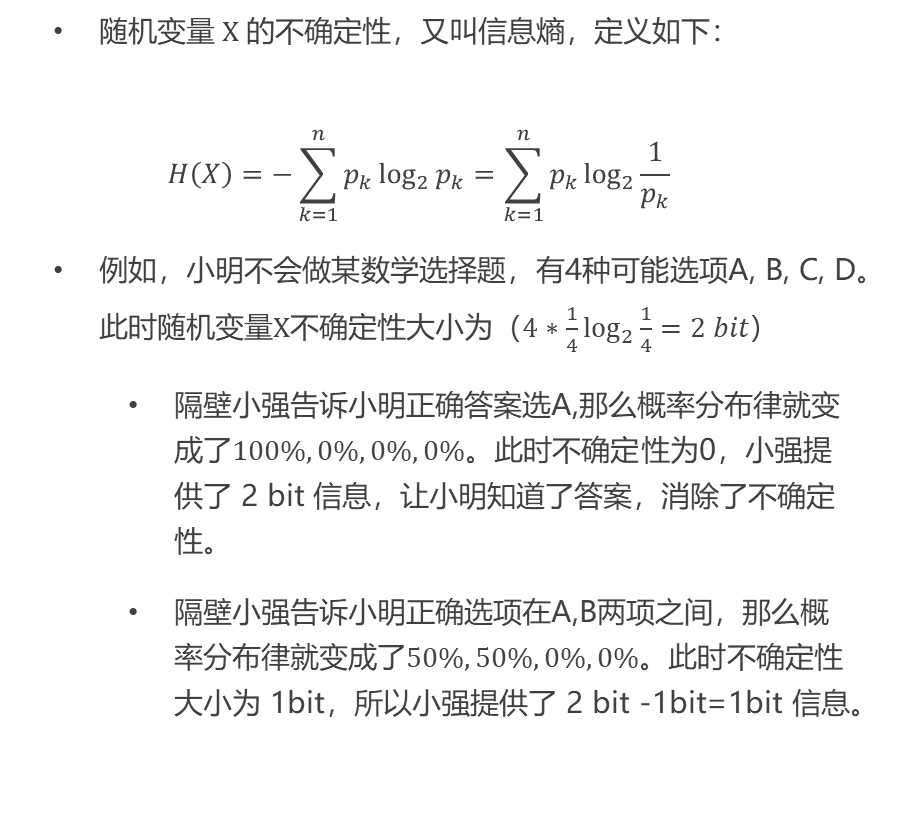 • 随机变量 X 的不确定性，又叫信息熵，定义如下：
H(X) = −∑_{k=1}^{n} p_k log_2 p_k = ∑_{k=1}^{n} p_k log_2 \frac{1}{p_k}
• 例如，小明不会做某数学选择题，有4种可能选项A, B, C, D。
此时随机变量X不确定性大小为（4 ∗ \frac{1}{4} log_2 \frac{1}{4} = 2 bit）
• 隔壁小强告诉小明正确答案选A,那么概率分布律就变
成了100%, 0%, 0%, 0%。此时不确定性为0，小强提
供了 2 bit 信息，让小明知道了答案，消除了不确定
性。
• 隔壁小强告诉小明正确选项在A,B两项之间，那么概
率分布律就变成了50%, 50%, 0%, 0%。此时不确定性
大小为 1bit，所以小强提供了 2 bit -1bit=1bit 信息。